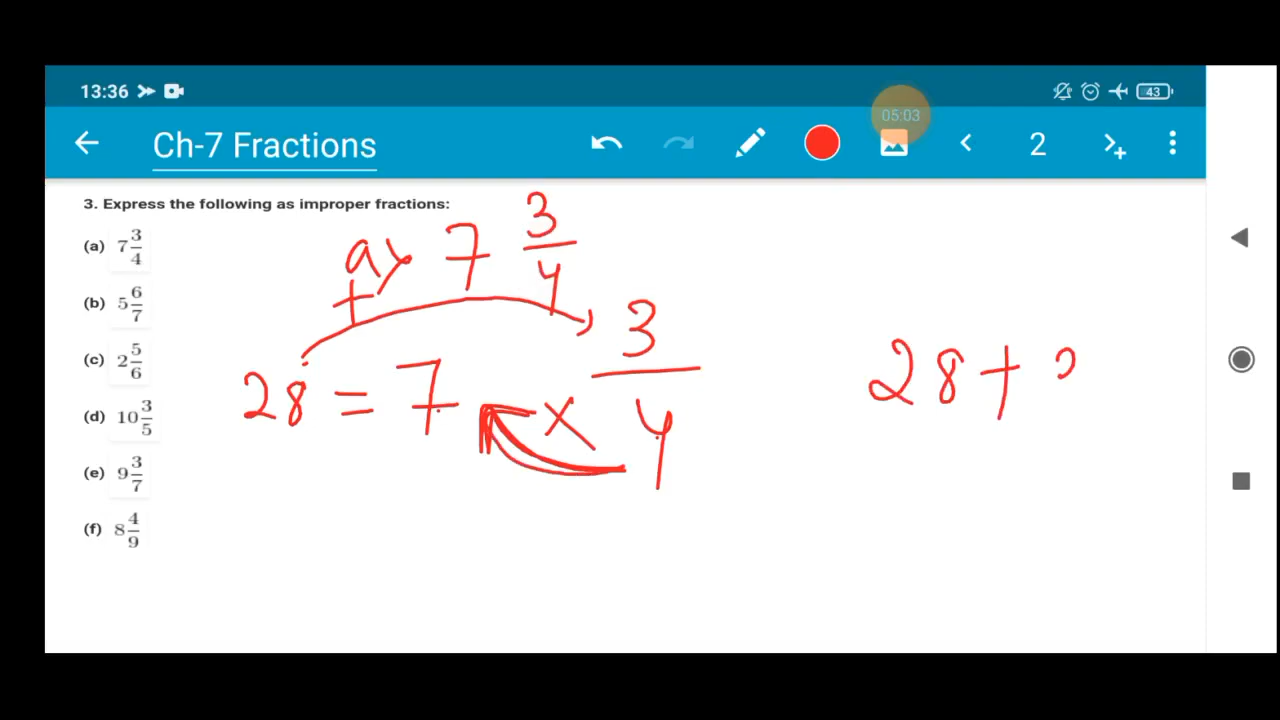 13:36 43
05:03
Ch-7 Fractions 2
3. Express the following as improper fractions:
(a) 7 3/4
(b) 5 6/7
(c) 2 5/6
(d) 10 3/5
(e) 9 3/7
(f) 8 4/9
a) 7 3/4
+
28 = 7 × 3/4
28 +